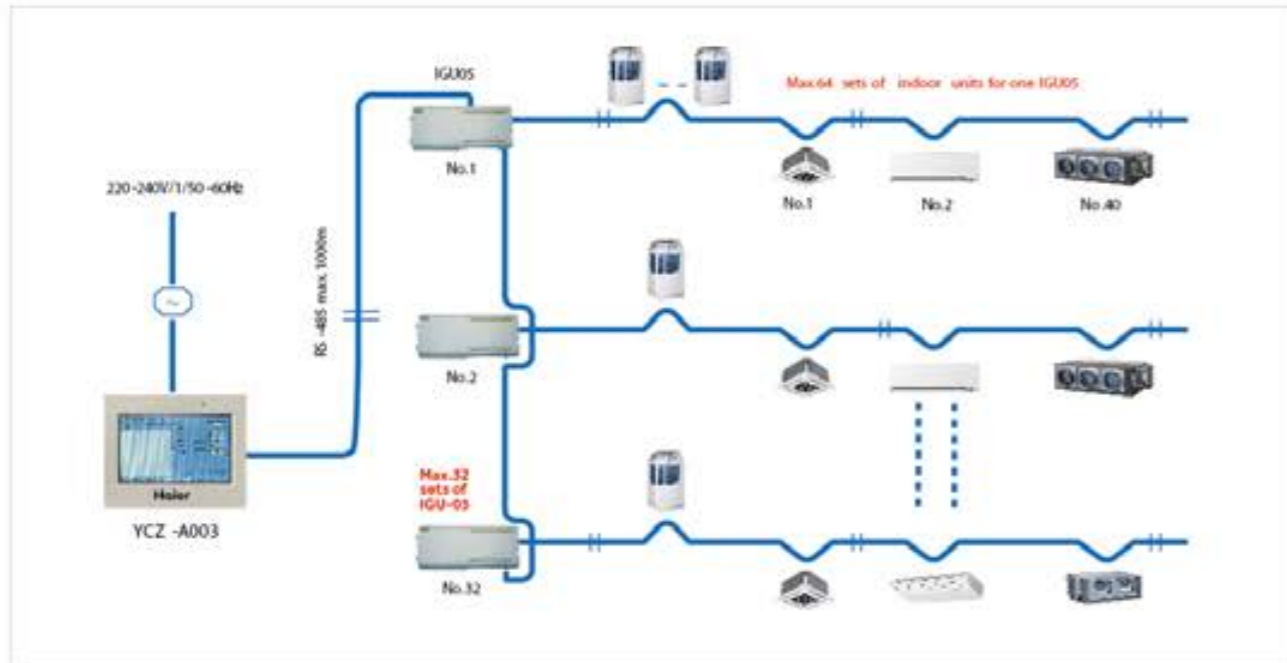 IGU05
Max.64 sets of indoor units for one IGU05
No.1
220-240V/1/50-60Hz
No.1
No.2
No.40
RS-485 max.1000m
No.2
Haier
YCZ-A003
Max.32
sets of
IGU-05
No.32